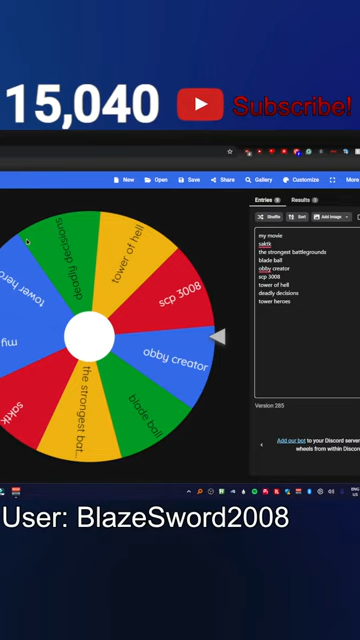 15,040 Subscribe!
New Open Save Share Gallery Customize More
Entries 9 Results 0
Shuffle Sort Add image
my movie
saktk
the strongest battlegrounds
blade ball
obby creator
scp 3008
tower of hell
deadly decisions
tower heroes
Version 285
Add our bot to your Discord server
wheels from within Discord
deadly decisions
tower of hell
scp 3008
obby creator
blade ball
the strongest bat...
saktk
my
tower hero
ENG
User: BlazeSword2008